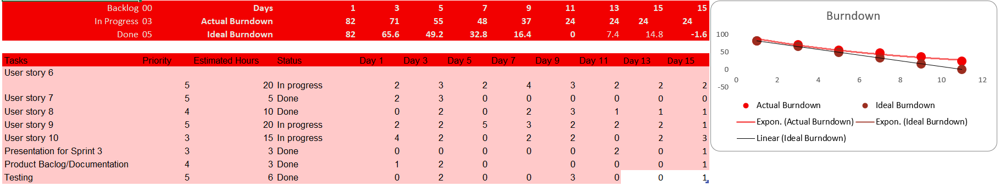 Backlog 00 Days 1 3 5 7 9 11 13 15 15
In Progress 03 Actual Burndown 82 71 55 48 37 24 24 24 24
Done 05 Ideal Burndown 82 65.6 49.2 32.8 16.4 0 7.4 14.8 -1.6
Tasks Priority Estimated Hours Status Day 1 Day 3 Day 5 Day 7 Day 9 Day 11 Day 13 Day 15
User story 6
5 20 In progress 2 3 2 4 3 2 2 2
User story 7 5 5 Done 2 3 0 0 0 0 0 0
User story 8 4 10 Done 0 2 0 2 3 1 1 1
User story 9 5 20 In progress 2 2 5 3 2 2 2 1
User story 10 3 15 In progress 4 2 0 2 2 0 2 3
Presentation for Sprint 3 3 3 Done 0 0 0 0 0 2 0 1
Product Baclog/Documentation 4 3 Done 1 2 0 0 0 0 1
Testing 5 6 Done 0 2 0 0 3 0 0 1
Burndown
100
50
0
-50
0 2 4 6 8 10 12
Actual Burndown Ideal Burndown
Expon. (Actual Burndown) Expon. (Ideal Burndown)
Linear (Ideal Burndown)